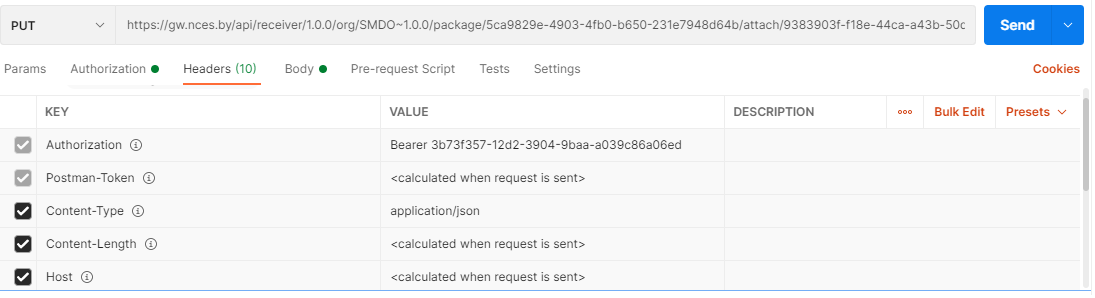 PUT https://gw.nces.by/api/receiver/1.0.0/org/SMDO~1.0.0/package/5ca9829e-4903-4fb0-b650-231e7948d64b/attach/9383903f-f18e-44ca-a43b-50c Send
Params Authorization Headers (10) Body Pre-request Script Tests Settings Cookies
KEY VALUE DESCRIPTION ooo Bulk Edit Presets
Authorization Bearer 3b73f357-12d2-3904-9baa-a039c86a06ed
Postman-Token <calculated when request is sent>
Content-Type application/json
Content-Length <calculated when request is sent>
Host <calculated when request is sent>